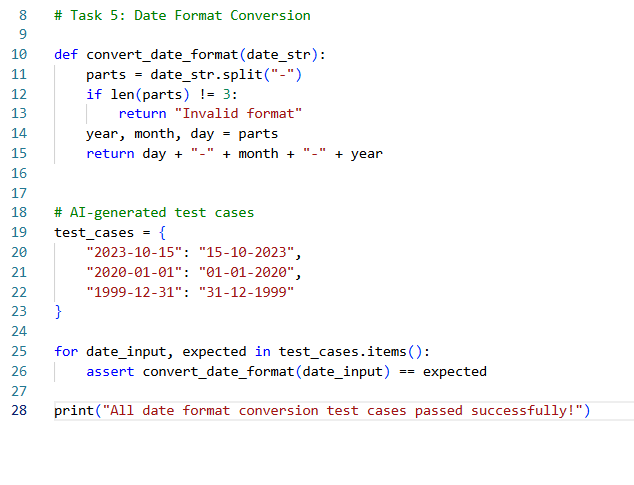 8 # Task 5: Date Format Conversion
9
10 def convert_date_format(date_str):
11     parts = date_str.split("-")
12     if len(parts) != 3:
13         return "Invalid format"
14     year, month, day = parts
15     return day + "-" + month + "-" + year
16
17
18 # AI-generated test cases
19 test_cases = {
20     "2023-10-15": "15-10-2023",
21     "2020-01-01": "01-01-2020",
22     "1999-12-31": "31-12-1999"
23 }
24
25 for date_input, expected in test_cases.items():
26     assert convert_date_format(date_input) == expected
27
28 print("All date format conversion test cases passed successfully!")